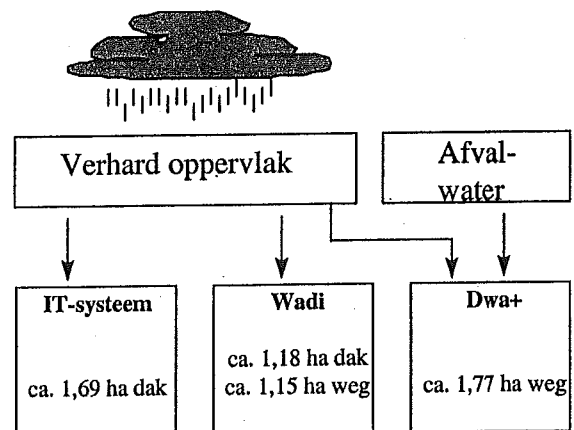 Verhard oppervlak
Afval-
water
IT-systeem
ca. 1,69 ha dak
Wadi
ca. 1,18 ha dak
ca. 1,15 ha weg
Dwa+
ca. 1,77 ha weg